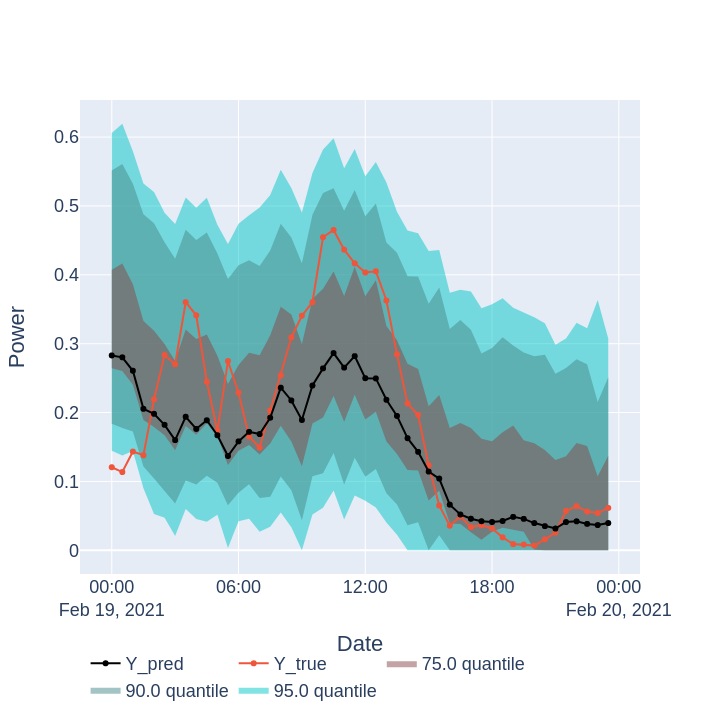 0.6
0.5
0.4
0.3
0.2
0.1
0
Power
00:00 06:00 12:00 18:00 00:00
Feb 19, 2021 Feb 20, 2021
Date
Y_pred Y_true 75.0 quantile
90.0 quantile 95.0 quantile